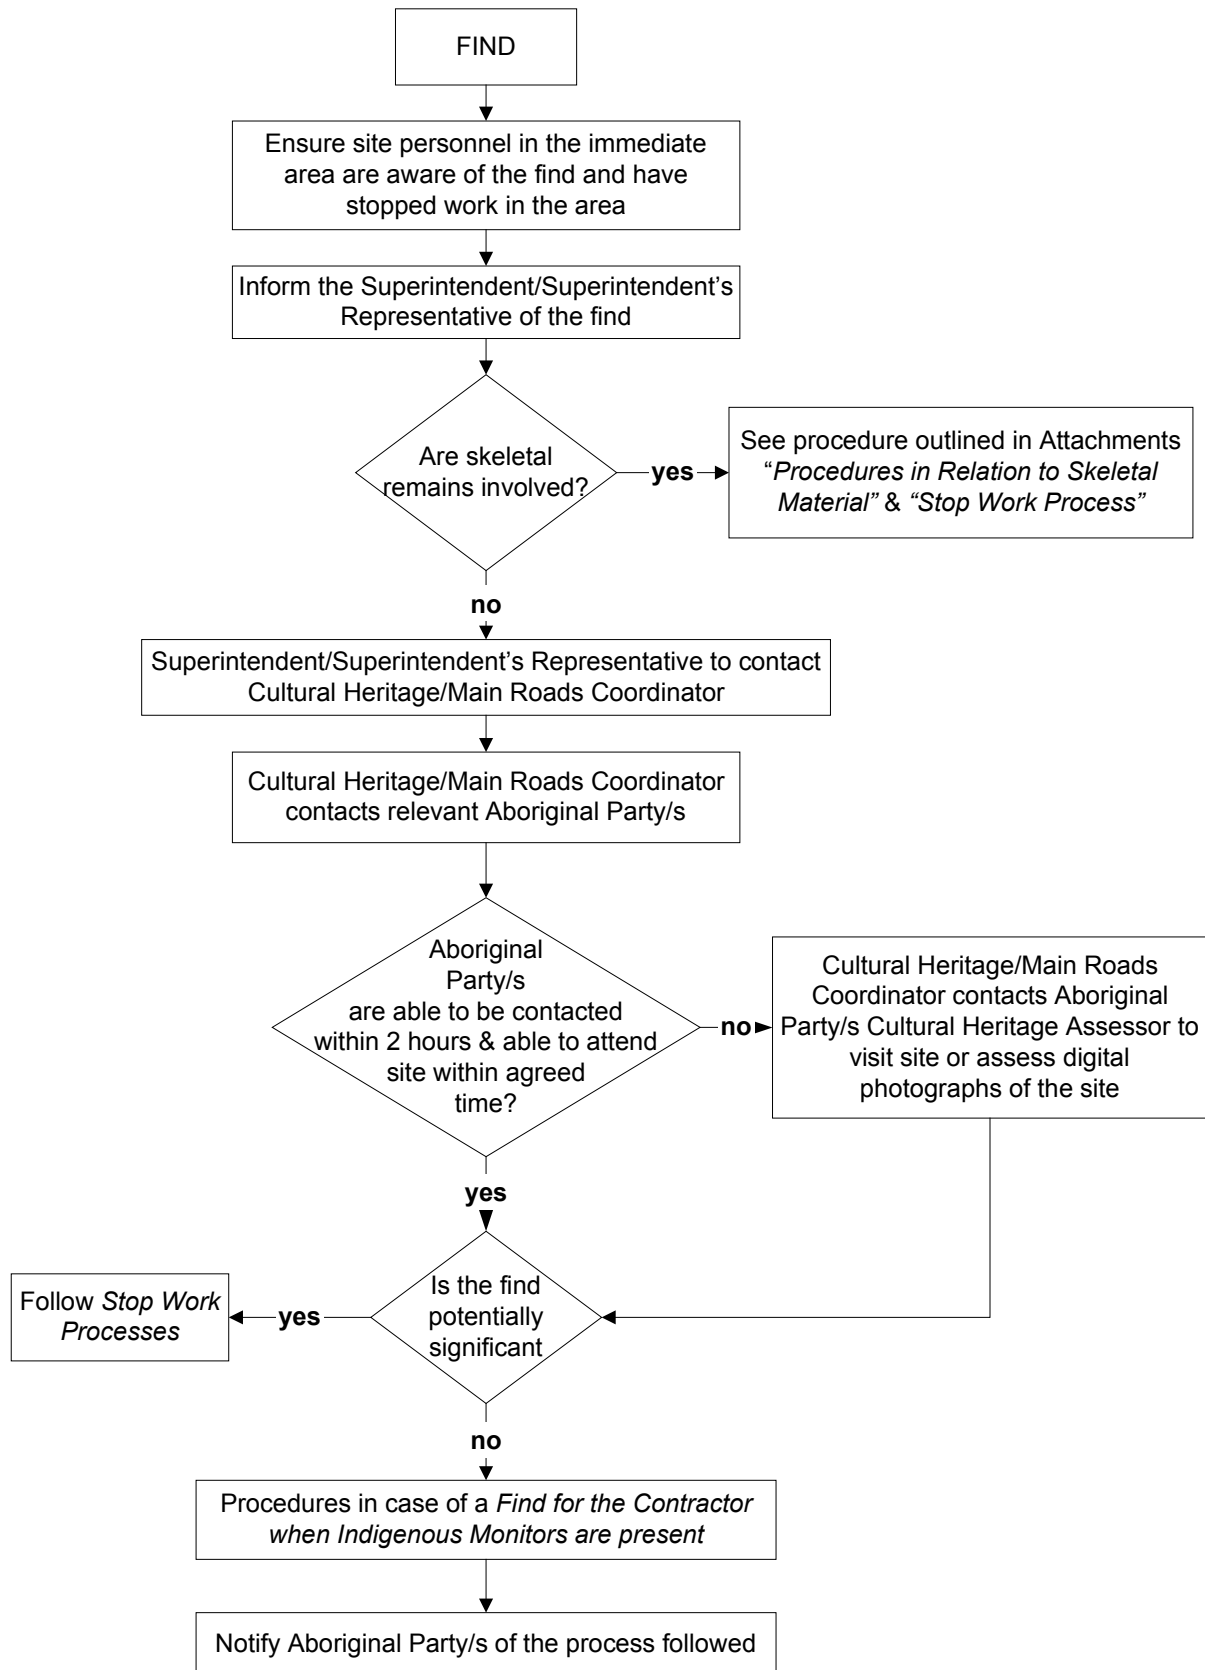 FIND
Ensure site personnel in the immediate
area are aware of the find and have
stopped work in the area
Inform the Superintendent/Superintendent’s
Representative of the find
Are skeletal
remains involved?
yes
See procedure outlined in Attachments
“Procedures in Relation to Skeletal
Material” & “Stop Work Process”
no
Superintendent/Superintendent’s Representative to contact
Cultural Heritage/Main Roads Coordinator
Cultural Heritage/Main Roads Coordinator
contacts relevant Aboriginal Party/s
Aboriginal
Party/s
are able to be contacted
within 2 hours & able to attend
site within agreed
time?
no
Cultural Heritage/Main Roads
Coordinator contacts Aboriginal
Party/s Cultural Heritage Assessor to
visit site or assess digital
photographs of the site
yes
Is the find
potentially
significant
yes
Follow Stop Work
Processes
no
Procedures in case of a Find for the Contractor
when Indigenous Monitors are present
Notify Aboriginal Party/s of the process followed